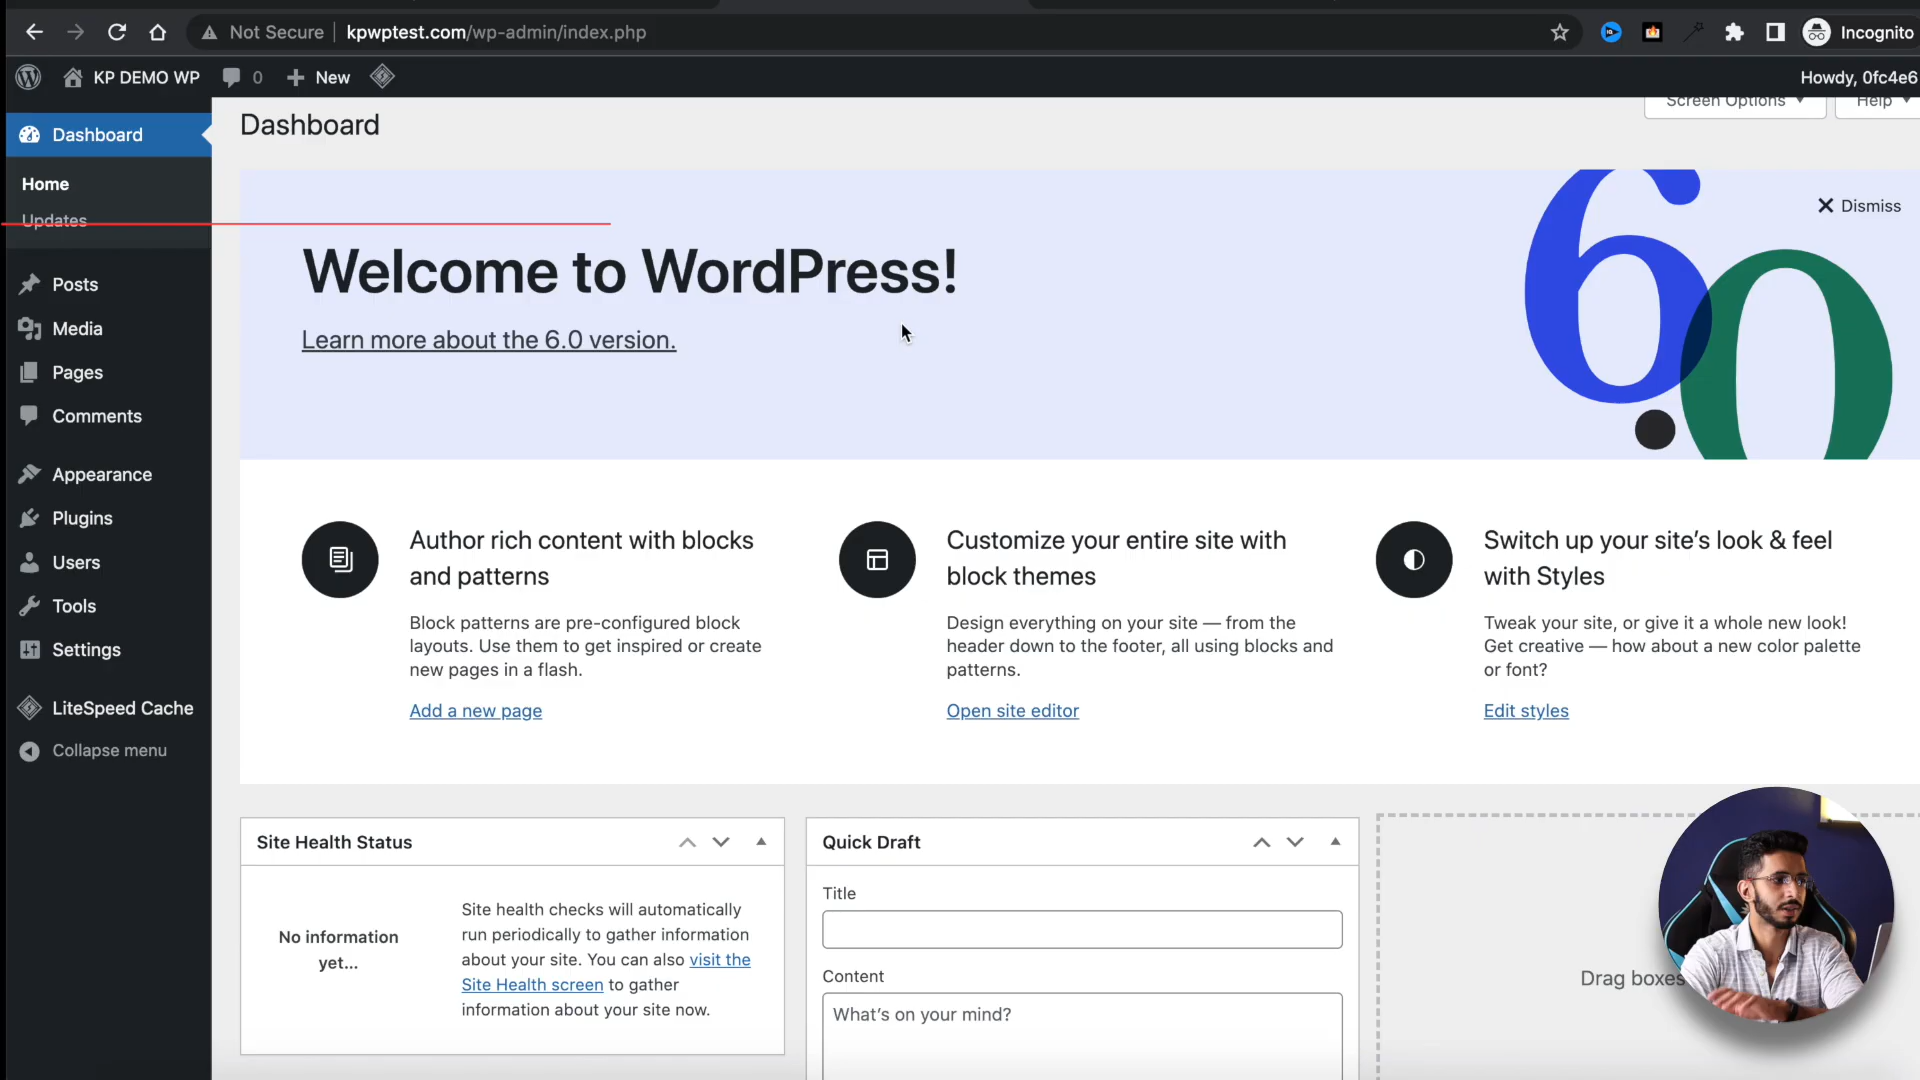 Not Secure kpwptest.com/wp-admin/index.php Incognito
KP DEMO WP 0 New Howdy, 0fc4e6
Screen Options Help
Dashboard
Dashboard
Home
Updates
Posts
Media
Pages
Comments
Appearance
Plugins
Users
Tools
Settings
LiteSpeed Cache
Collapse menu
6.0
Dismiss
Welcome to WordPress!
Learn more about the 6.0 version.
Author rich content with blocks
and patterns
Block patterns are pre-configured block
layouts. Use them to get inspired or create
new pages in a flash.
Add a new page
Customize your entire site with
block themes
Design everything on your site — from the
header down to the footer, all using blocks and
patterns.
Open site editor
Switch up your site’s look & feel
with Styles
Tweak your site, or give it a whole new look!
Get creative — how about a new color palette
or font?
Edit styles
Site Health Status
No information
yet...
Site health checks will automatically
run periodically to gather information
about your site. You can also visit the
Site Health screen to gather
information about your site now.
Quick Draft
Title
Content
What’s on your mind?
Drag boxes